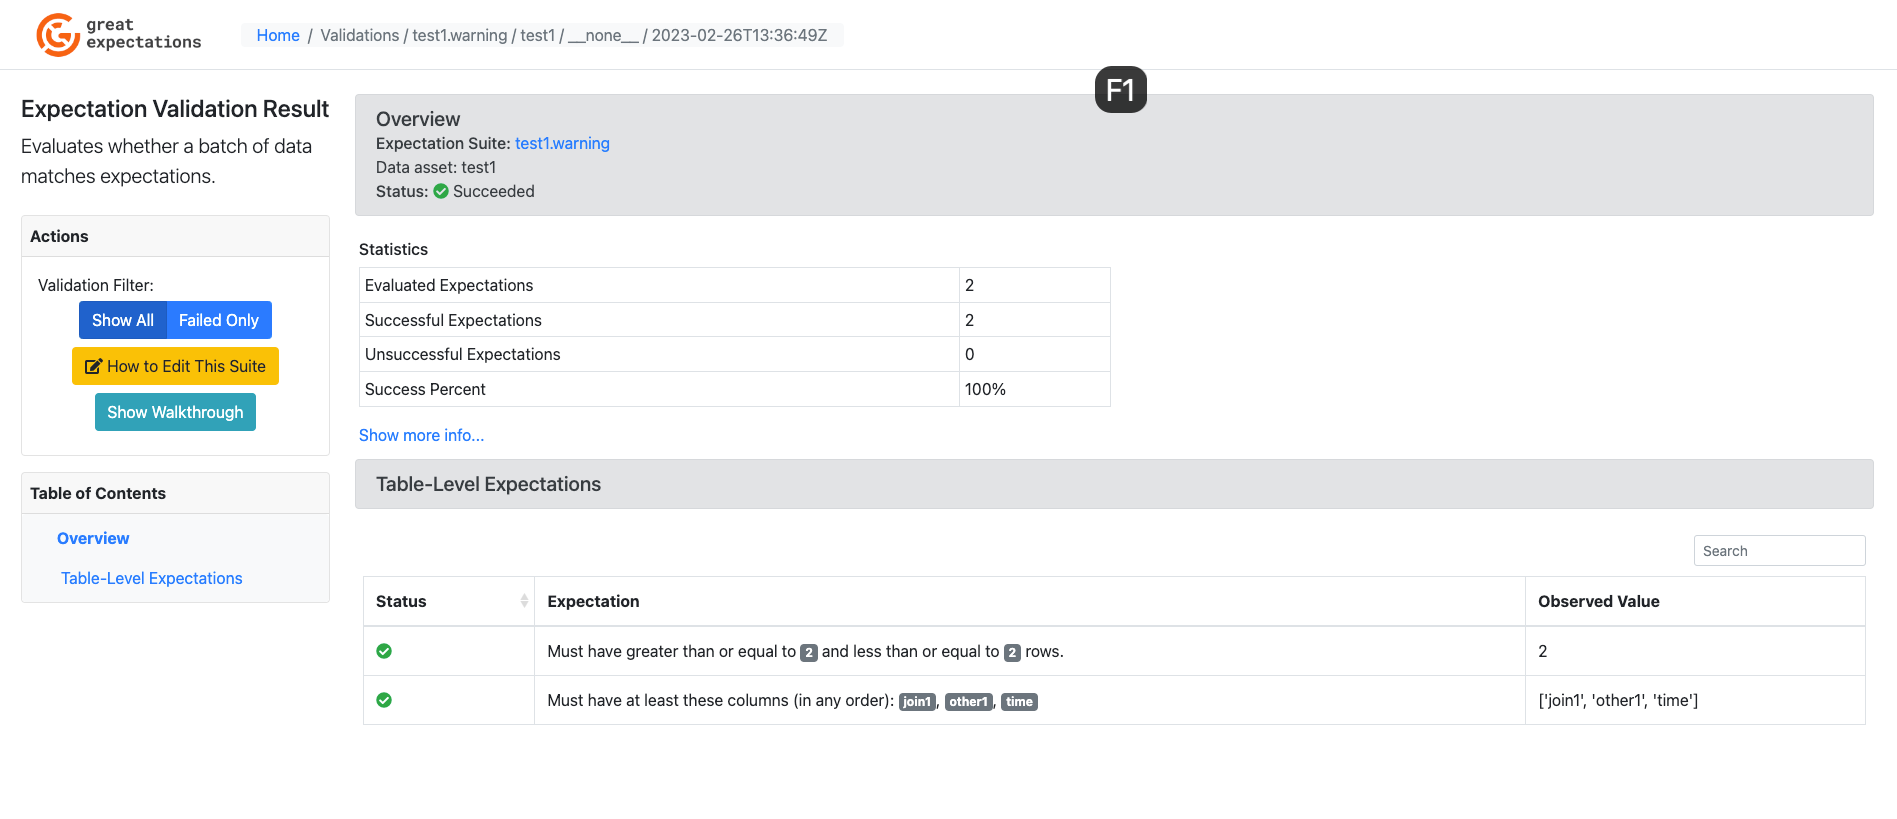 great
expectations
Home / Validations / test1.warning / test1 / __none__ / 2023-02-26T13:36:49Z
F1
Expectation Validation Result
Evaluates whether a batch of data
matches expectations.
Actions
Validation Filter:
Show All Failed Only
How to Edit This Suite
Show Walkthrough
Table of Contents
Overview
Table-Level Expectations
Overview
Expectation Suite: test1.warning
Data asset: test1
Status: Succeeded
Statistics
Evaluated Expectations 2
Successful Expectations 2
Unsuccessful Expectations 0
Success Percent 100%
Show more info...
Table-Level Expectations
Search
Status Expectation Observed Value
Must have greater than or equal to 2 and less than or equal to 2 rows. 2
Must have at least these columns (in any order): join1, other1, time ['join1', 'other1', 'time']